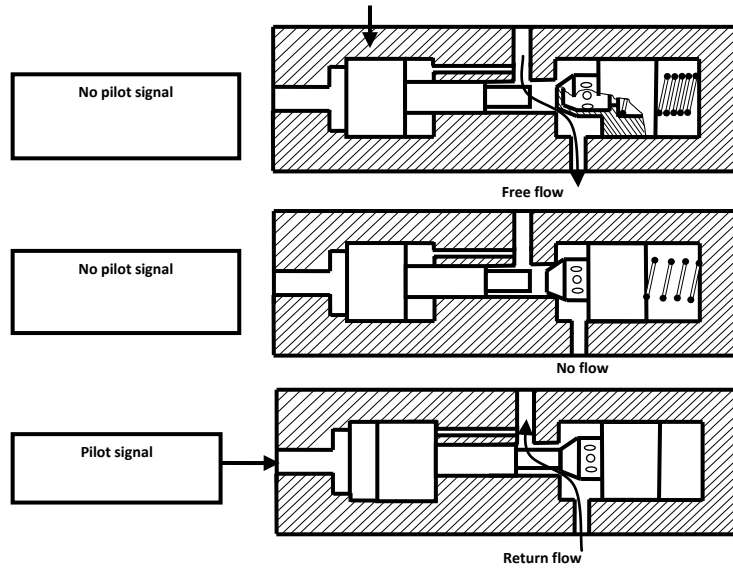 No pilot signal
Free flow
No pilot signal
No flow
Pilot signal
Return flow